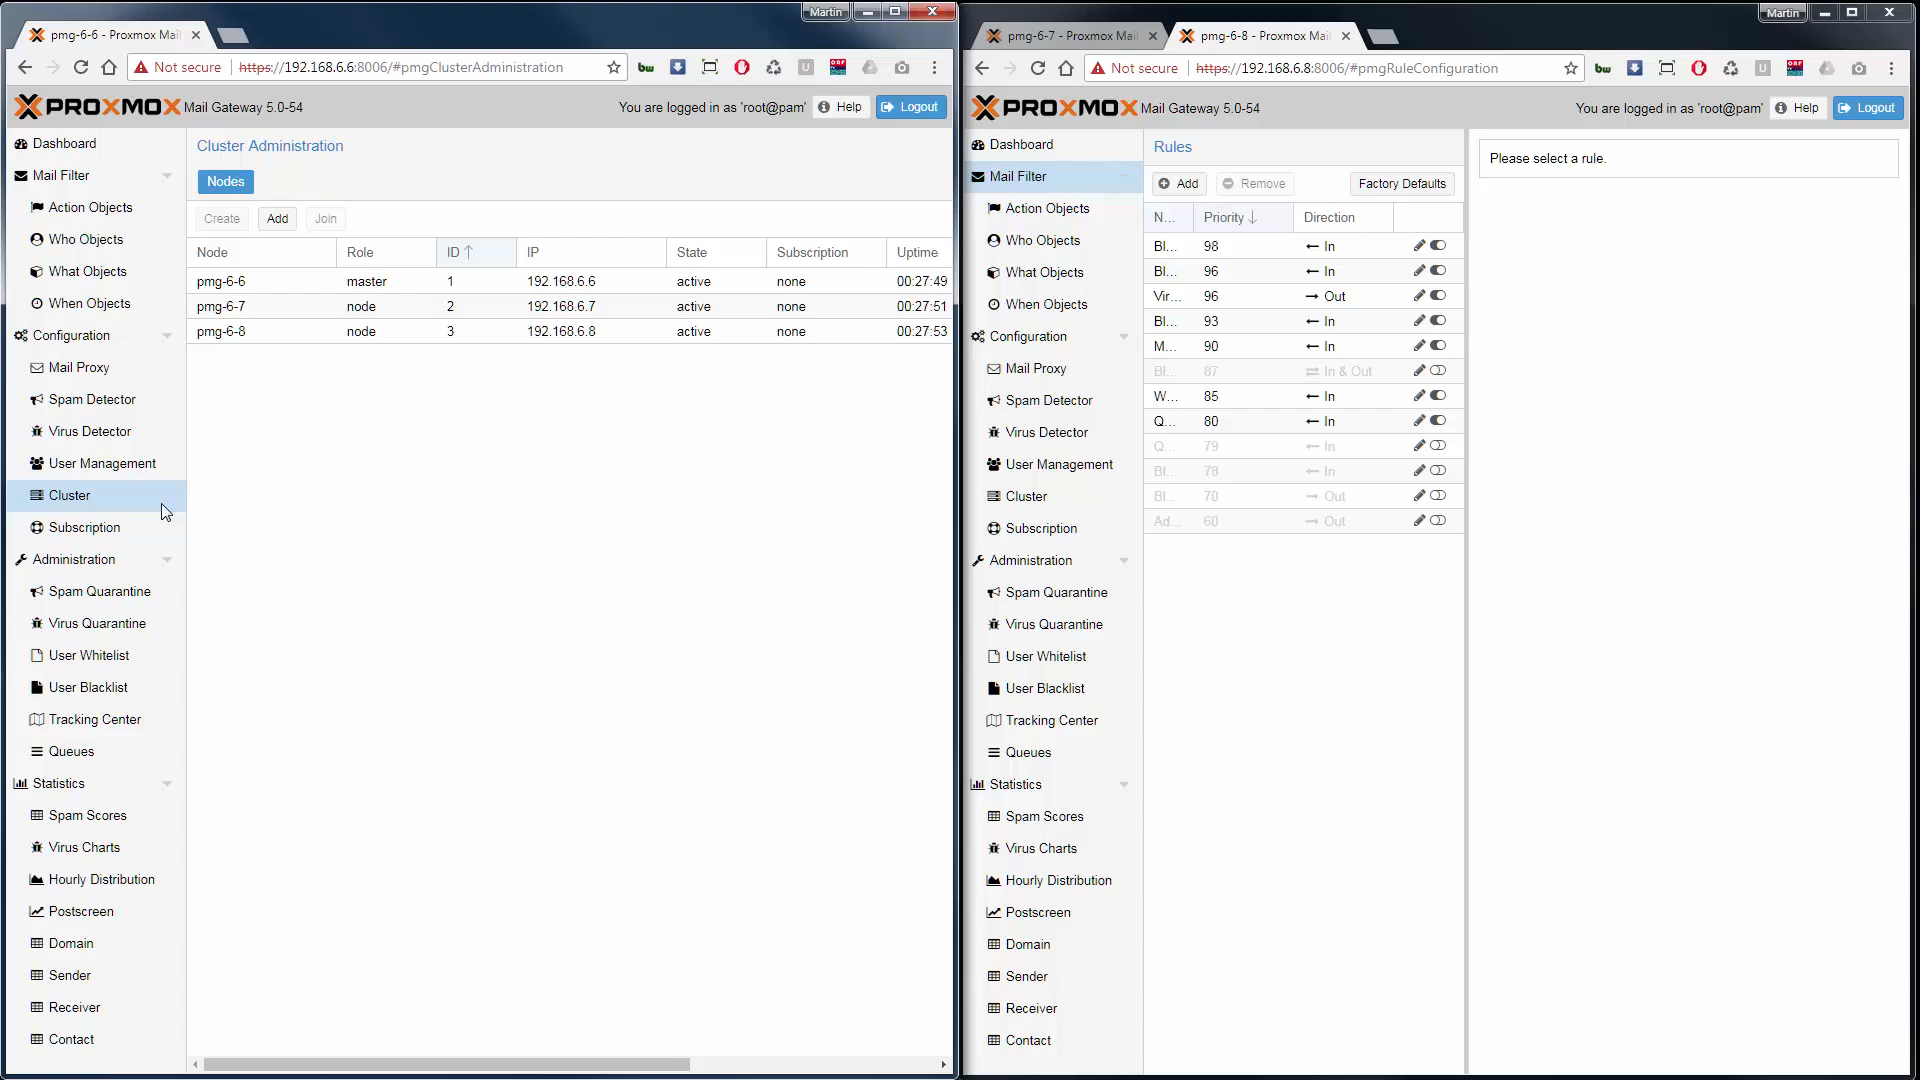 Martin
pmg-6-6 - Proxmox Mail
Not secure https://192.168.6.6:8006/#pmgClusterAdministration
PROXMOX Mail Gateway 5.0-54
You are logged in as 'root@pam' Help Logout
Dashboard
Mail Filter
Action Objects
Who Objects
What Objects
When Objects
Configuration
Mail Proxy
Spam Detector
Virus Detector
User Management
Cluster
Subscription
Administration
Spam Quarantine
Virus Quarantine
User Whitelist
User Blacklist
Tracking Center
Queues
Statistics
Spam Scores
Virus Charts
Hourly Distribution
Postscreen
Domain
Sender
Receiver
Contact
Cluster Administration
Nodes
Create Add Join
Node Role ID IP State Subscription Uptime
pmg-6-6 master 1 192.168.6.6 active none 00:27:49
pmg-6-7 node 2 192.168.6.7 active none 00:27:51
pmg-6-8 node 3 192.168.6.8 active none 00:27:53
Martin
pmg-6-7 - Proxmox Mail
pmg-6-8 - Proxmox Mail
Not secure https://192.168.6.8:8006/#pmgRuleConfiguration
PROXMOX Mail Gateway 5.0-54
You are logged in as 'root@pam' Help Logout
Dashboard
Mail Filter
Action Objects
Who Objects
What Objects
When Objects
Configuration
Mail Proxy
Spam Detector
Virus Detector
User Management
Cluster
Subscription
Administration
Spam Quarantine
Virus Quarantine
User Whitelist
User Blacklist
Tracking Center
Queues
Statistics
Spam Scores
Virus Charts
Hourly Distribution
Postscreen
Domain
Sender
Receiver
Contact
Rules
Add Remove Factory Defaults
N... Priority Direction
Bl... 98 In
Bl... 96 In
Vir... 96 Out
Bl... 93 In
M... 90 In
Bl... 87 In & Out
W... 85 In
Q... 80 In
Q... 79 In
Bl... 78 In
Bl... 70 Out
Ad... 60 Out
Please select a rule.